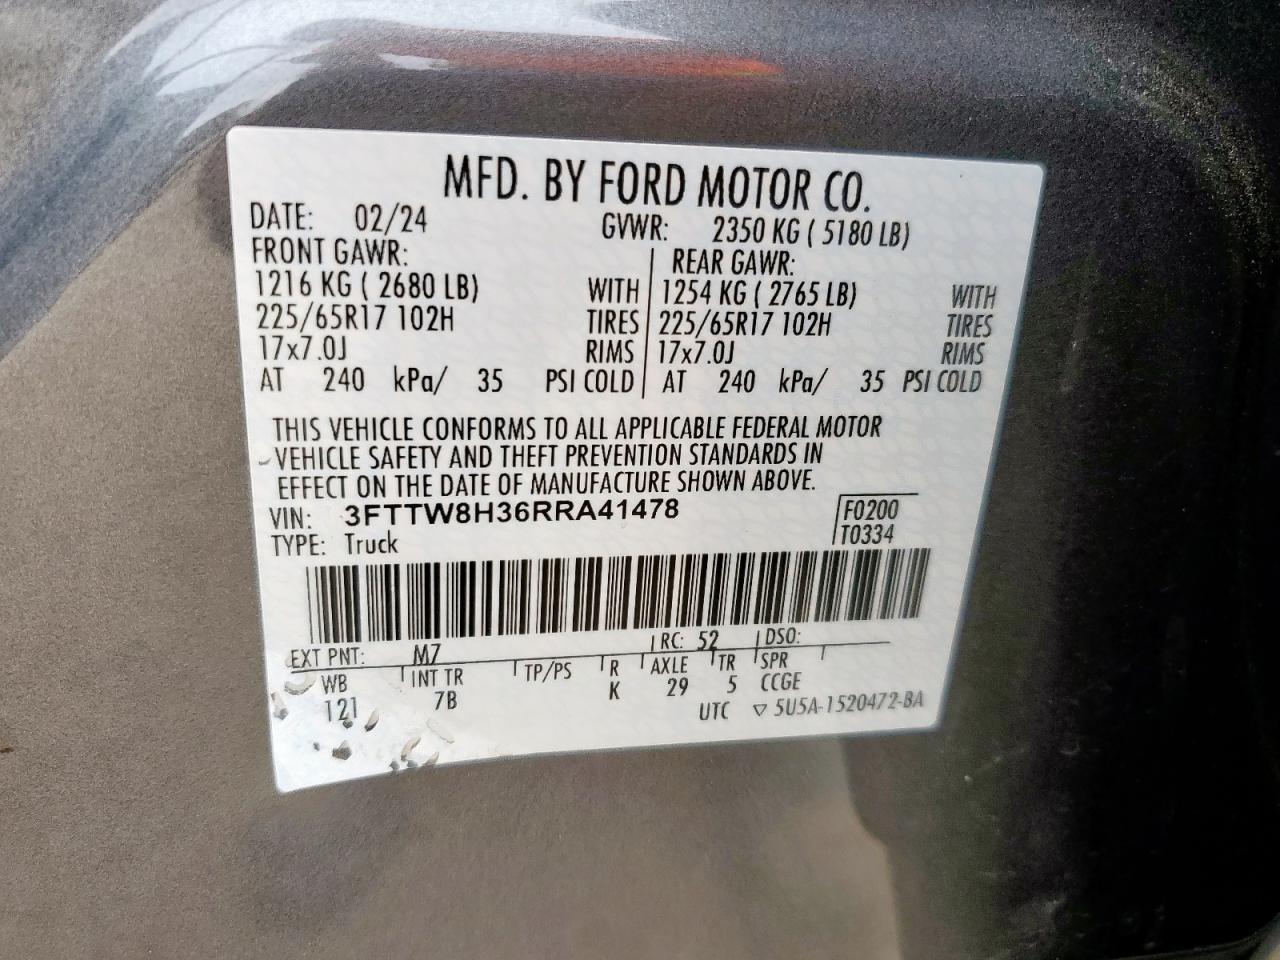 MFD. BY FORD MOTOR CO.
DATE: 02/24 GVWR: 2350 KG ( 5180 LB)
FRONT GAWR: REAR GAWR:
1216 KG ( 2680 LB) WITH 1254 KG ( 2765 LB) WITH
225/65R17 102H TIRES 225/65R17 102H TIRES
17x7.0J RIMS 17x7.0J RIMS
AT 240 kPa/ 35 PSI COLD AT 240 kPa/ 35 PSI COLD
THIS VEHICLE CONFORMS TO ALL APPLICABLE FEDERAL MOTOR
VEHICLE SAFETY AND THEFT PREVENTION STANDARDS IN
EFFECT ON THE DATE OF MANUFACTURE SHOWN ABOVE.
VIN: 3FTTW8H36RRA41478 F0200
TYPE: Truck T0334
EXT PNT: M7 RC: 52 DSO:
WB INT TR TP/PS R AXLE TR SPR
121 7B K 29 5 CCGE
UTC ▽ 5U5A-1520472-BA